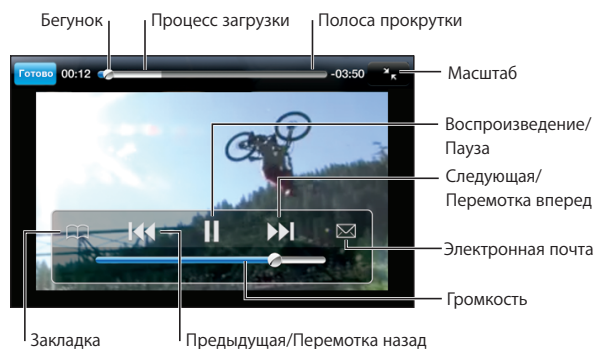 Бегунок
Процесс загрузки
Полоса прокрутки
Готово 00:12 -03:50
Масштаб
Воспроизведение/
Пауза
Следующая/
Перемотка вперед
Электронная почта
Громкость
Закладка
Предыдущая/Перемотка назад